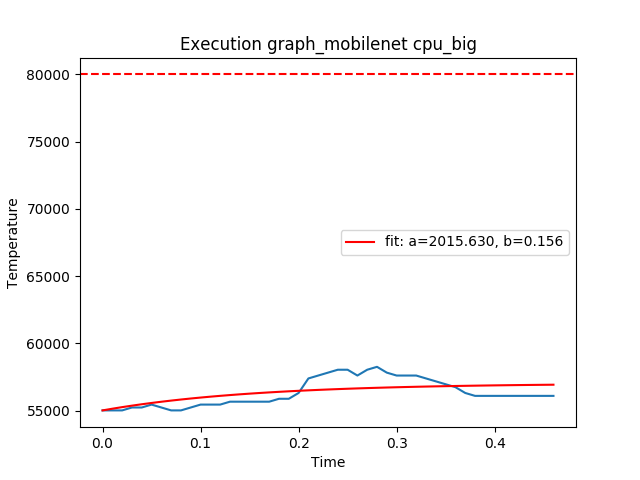 Execution graph_mobilenet cpu_big
80000
75000
70000
65000
60000
55000
Temperature
fit: a=2015.630, b=0.156
0.0 0.1 0.2 0.3 0.4
Time